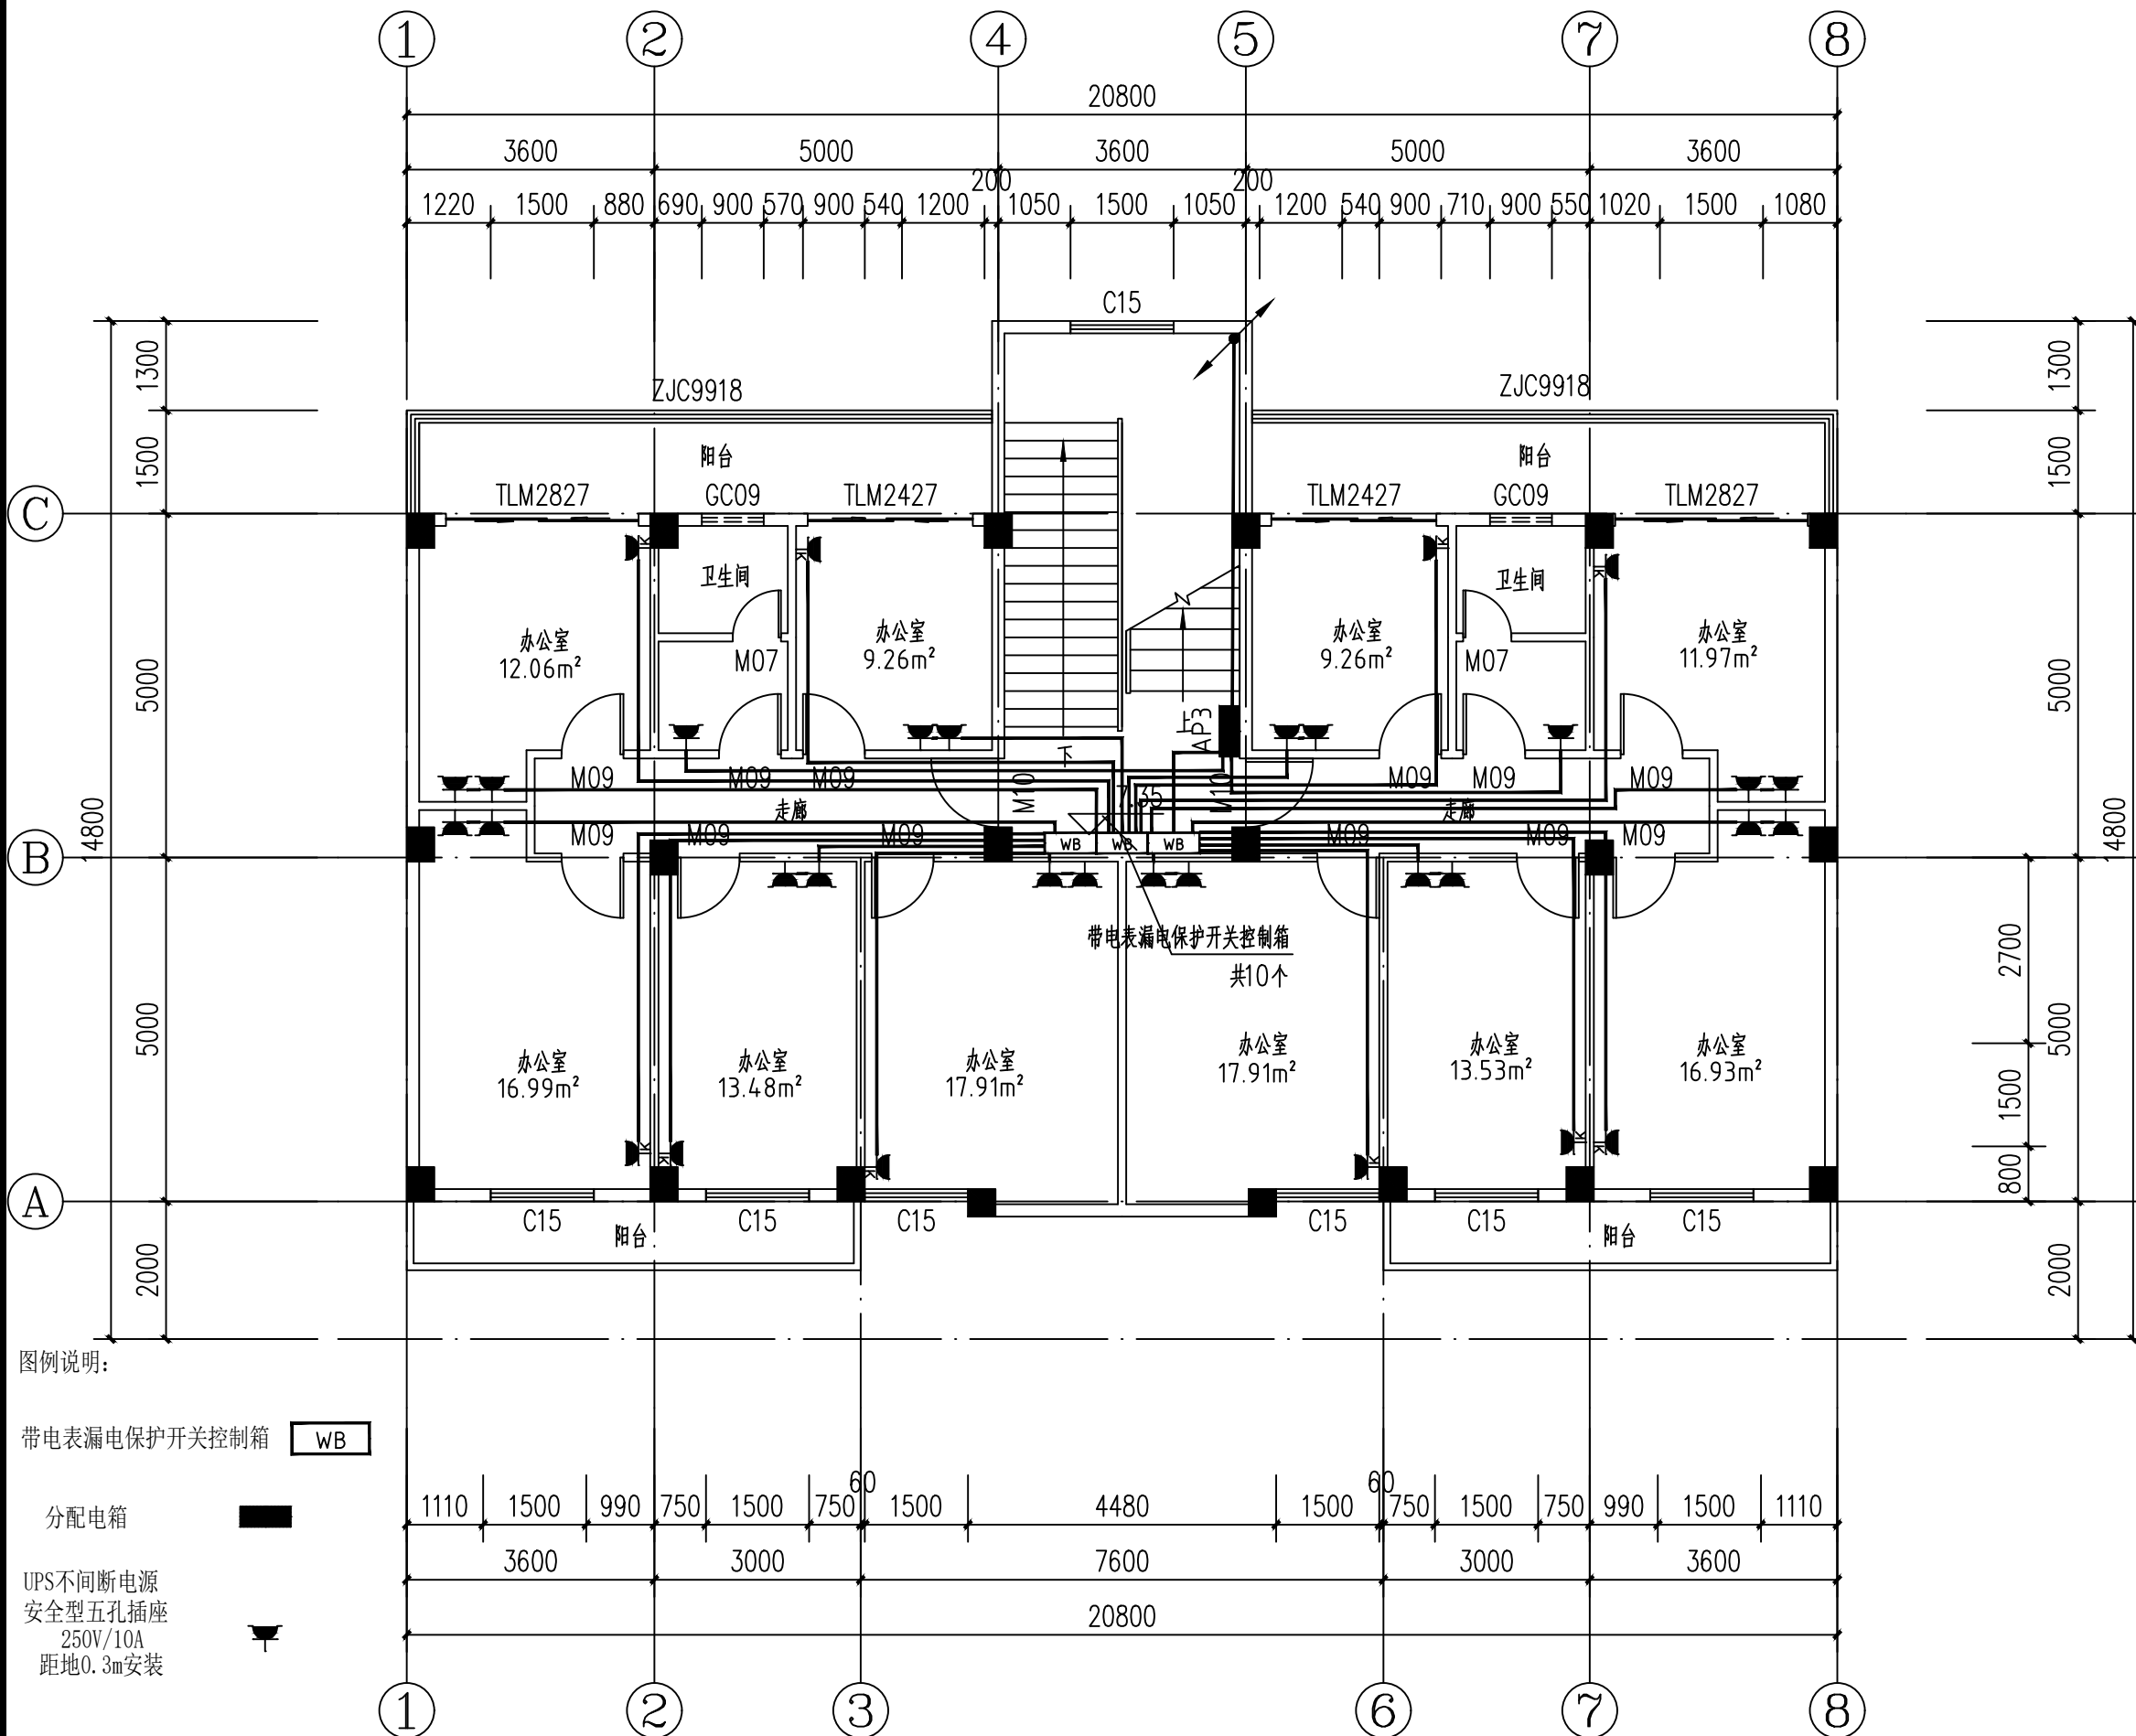 1
2
4
5
7
8
20800
3600
5000
3600
5000
3600
200
200
1220
1500
880
690
900
570
900
540
1200
1050
1500
1050
1200
540
900
710
900
550
1020
1500
1080
C15
ZJC9918
ZJC9918
1300
1500
5000
14800
5000
2000
1300
1500
5000
14800
2700
5000
1500
800
2000
阳台
阳台
C
TLM2827
GC09
TLM2427
TLM2427
GC09
TLM2827
K
K
K
K
卫生间
卫生间
办公室
12.06m²
办公室
9.26m²
办公室
9.26m²
办公室
11.97m²
M07
M07
上
AP3
下
M09
M09
M09
M10
7.35
M10
M09
M09
M09
走廊
走廊
M09
M09
M09
M09
M09
M09
B
WB
WB
WB
带电表漏电保护开关控制箱
共10个
办公室
16.99m²
办公室
13.48m²
办公室
17.91m²
办公室
17.91m²
办公室
13.53m²
办公室
16.93m²
K
K
K
K
K
K
A
C15
C15
C15
C15
C15
C15
阳台
阳台
图例说明:
带电表漏电保护开关控制箱
WB
分配电箱
UPS不间断电源
安全型五孔插座
250V/10A
距地0.3m安装
60
60
1110
1500
990
750
1500
750
1500
4480
1500
750
1500
750
990
1500
1110
3600
3000
7600
3000
3600
20800
1
2
3
6
7
8